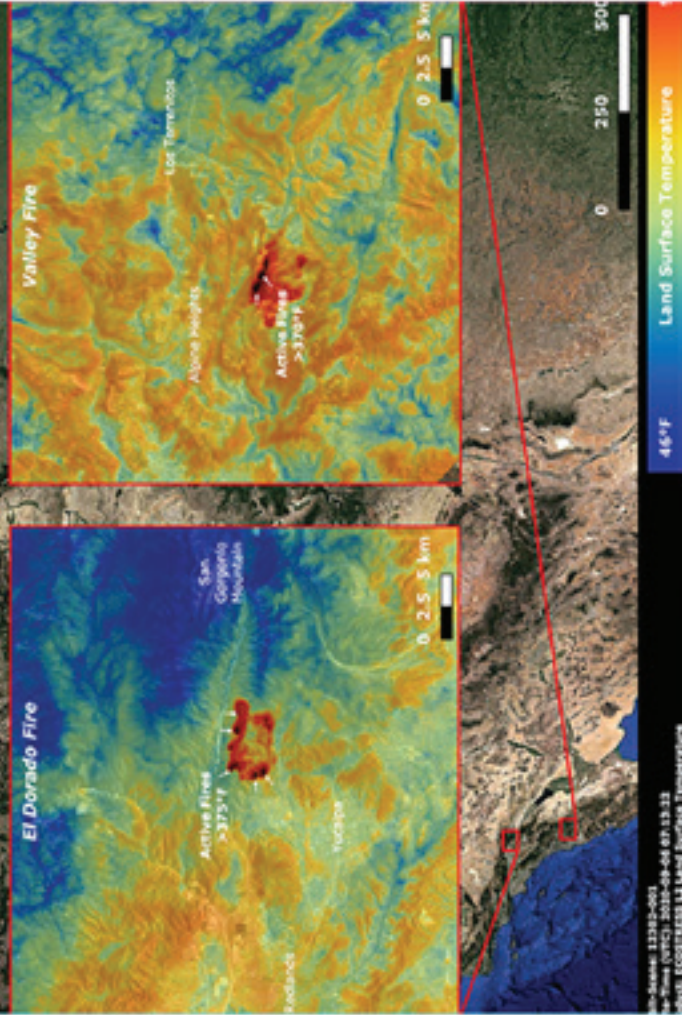 El Dorado Fire
San
Gorgonio
Mountain
Active Fires
>375°F
Yucaipa
Redlands
0 2.5 5 km
Valley Fire
Los Terrenitos
Alpine Heights
Active Fires
>370°F
0 2.5 5 km
0 250 500
46°F Land Surface Temperature